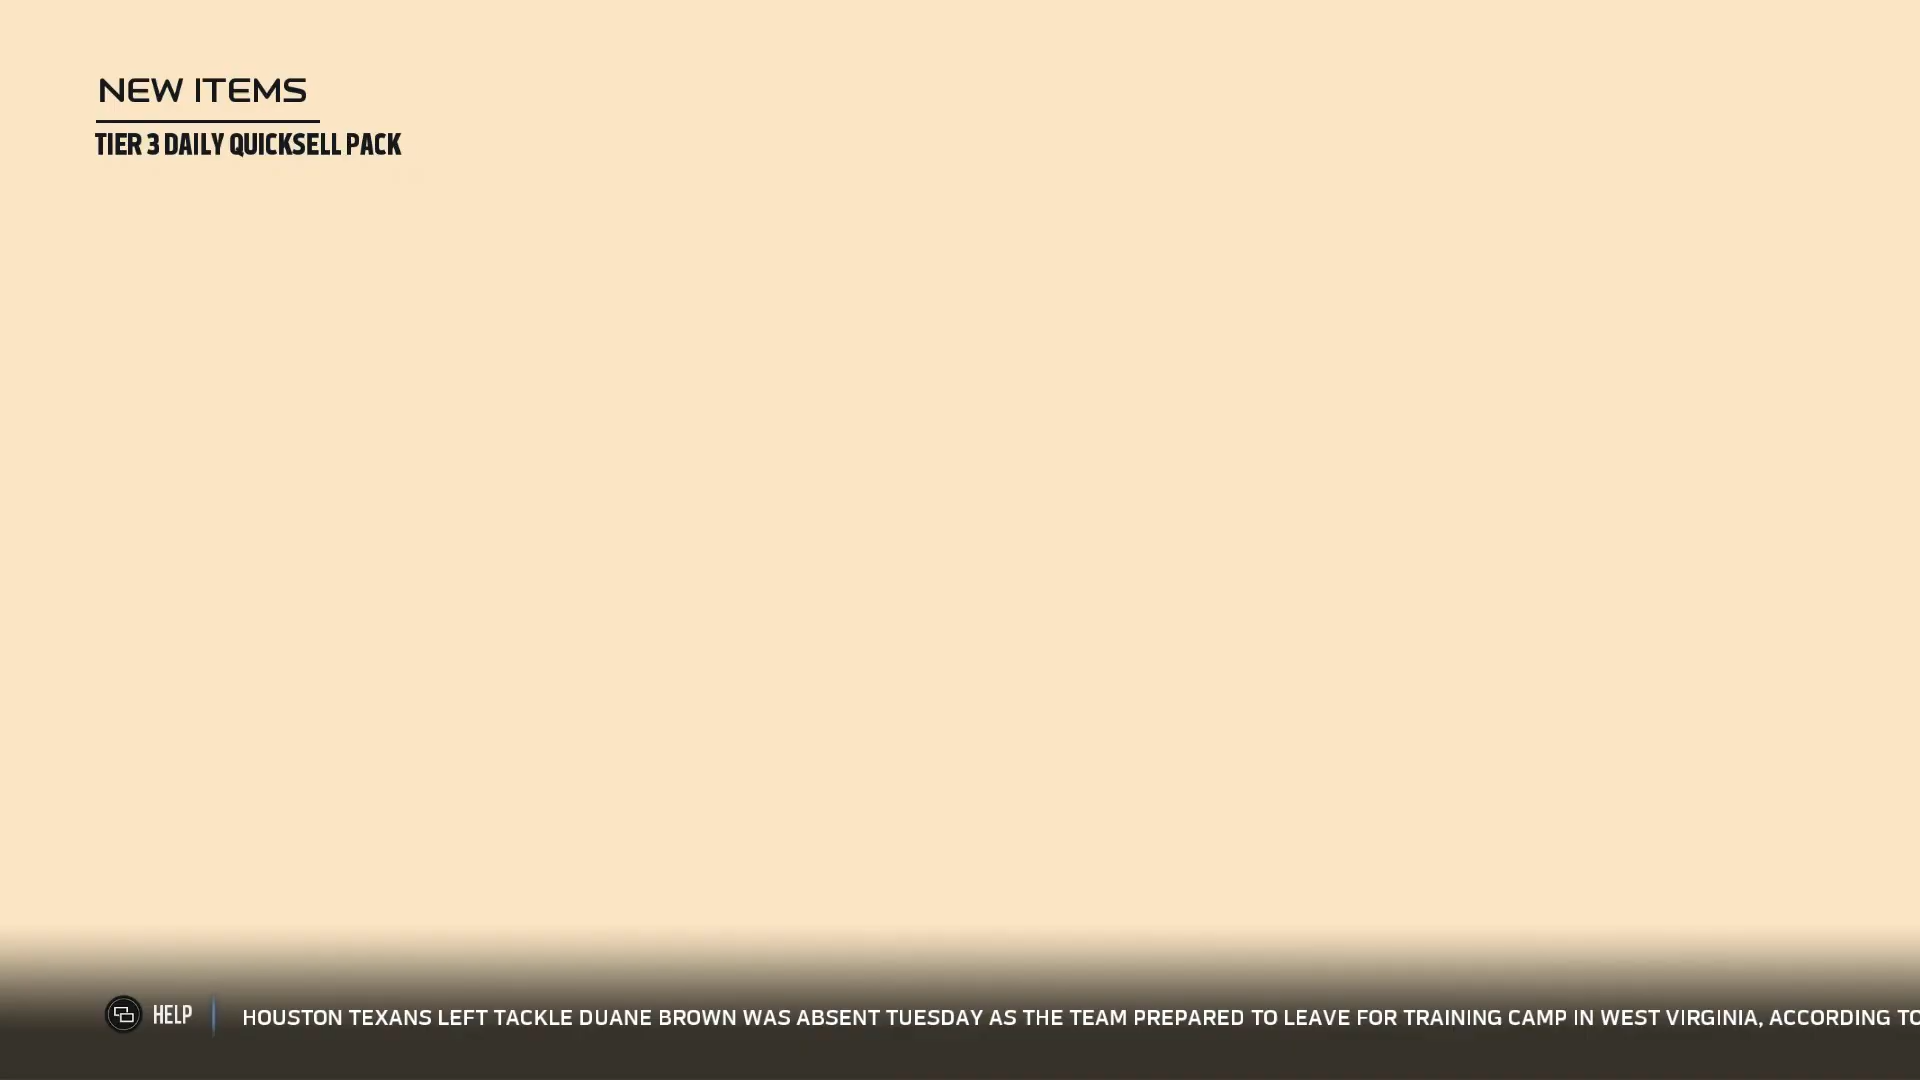 NEW ITEMS
TIER 3 DAILY QUICKSELL PACK
HELP
HOUSTON TEXANS LEFT TACKLE DUANE BROWN WAS ABSENT TUESDAY AS THE TEAM PREPARED TO LEAVE FOR TRAINING CAMP IN WEST VIRGINIA, ACCORDING TO